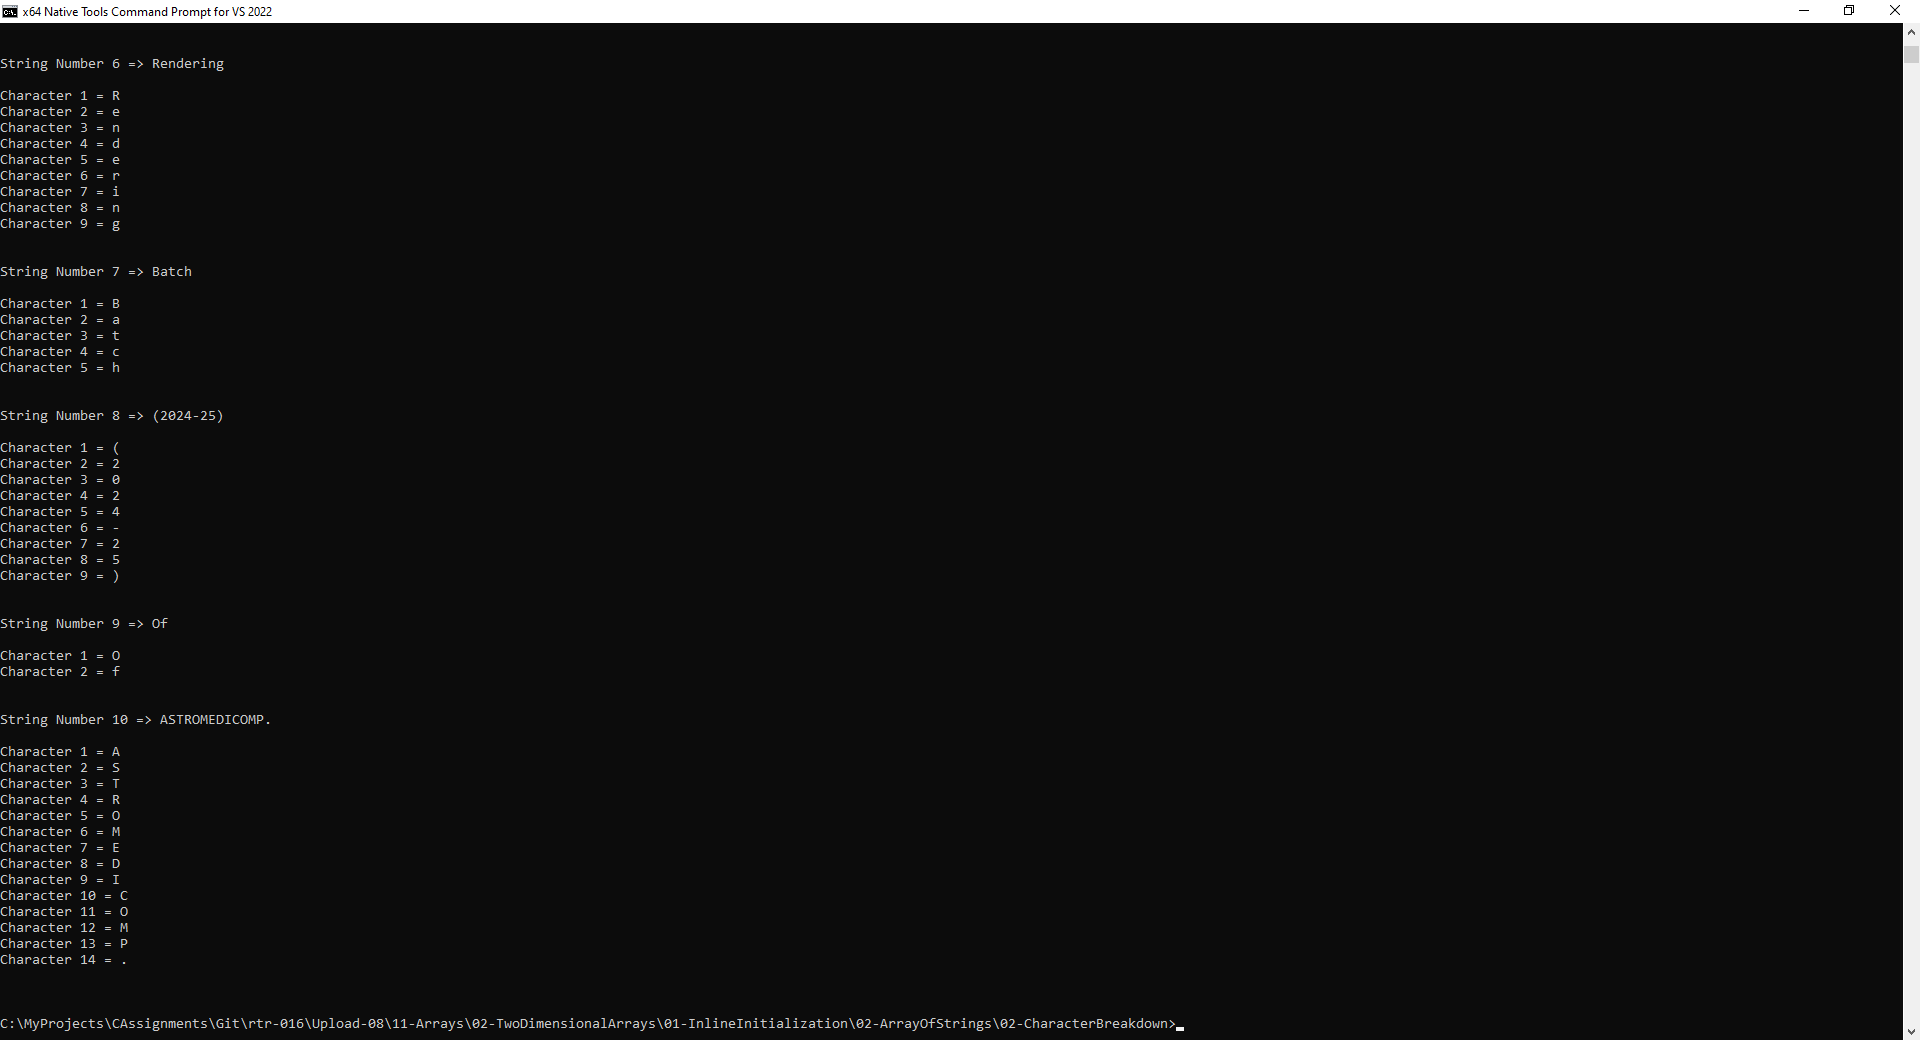 x64 Native Tools Command Prompt for VS 2022
String Number 6 => Rendering
Character 1 = R
Character 2 = e
Character 3 = n
Character 4 = d
Character 5 = e
Character 6 = r
Character 7 = i
Character 8 = n
Character 9 = g
String Number 7 => Batch
Character 1 = B
Character 2 = a
Character 3 = t
Character 4 = c
Character 5 = h
String Number 8 => (2024-25)
Character 1 = (
Character 2 = 2
Character 3 = 0
Character 4 = 2
Character 5 = 4
Character 6 = -
Character 7 = 2
Character 8 = 5
Character 9 = )
String Number 9 => Of
Character 1 = O
Character 2 = f
String Number 10 => ASTROMEDICOMP.
Character 1 = A
Character 2 = S
Character 3 = T
Character 4 = R
Character 5 = O
Character 6 = M
Character 7 = E
Character 8 = D
Character 9 = I
Character 10 = C
Character 11 = O
Character 12 = M
Character 13 = P
Character 14 = .
C:\MyProjects\CAssignments\Git\rtr-016\Upload-08\11-Arrays\02-TwoDimensionalArrays\01-InlineInitialization\02-ArrayOfStrings\02-CharacterBreakdown>